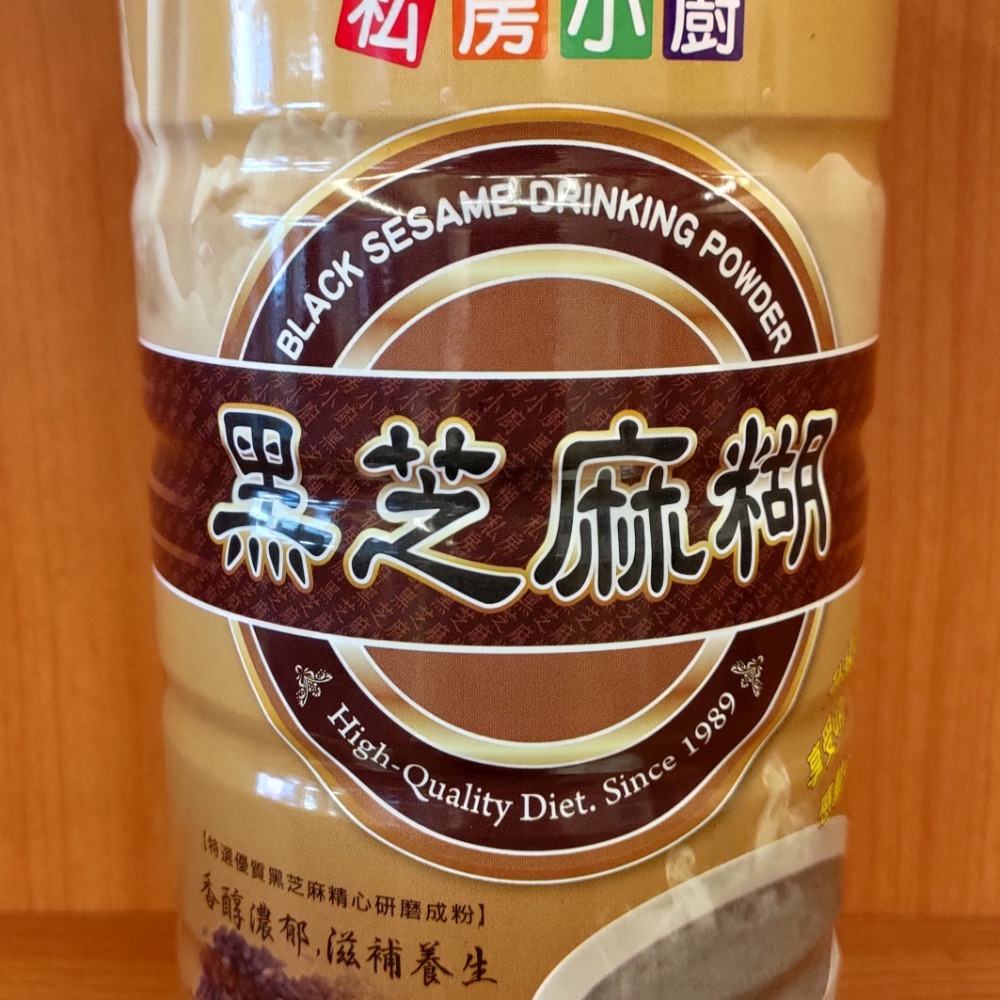 私房小廚
BLACK SESAME DRINKING POWDER
黑芝麻糊
High-Quality Diet. Since 1989
【特選優質黑芝麻精心研磨成粉】
香醇濃郁,滋補養生